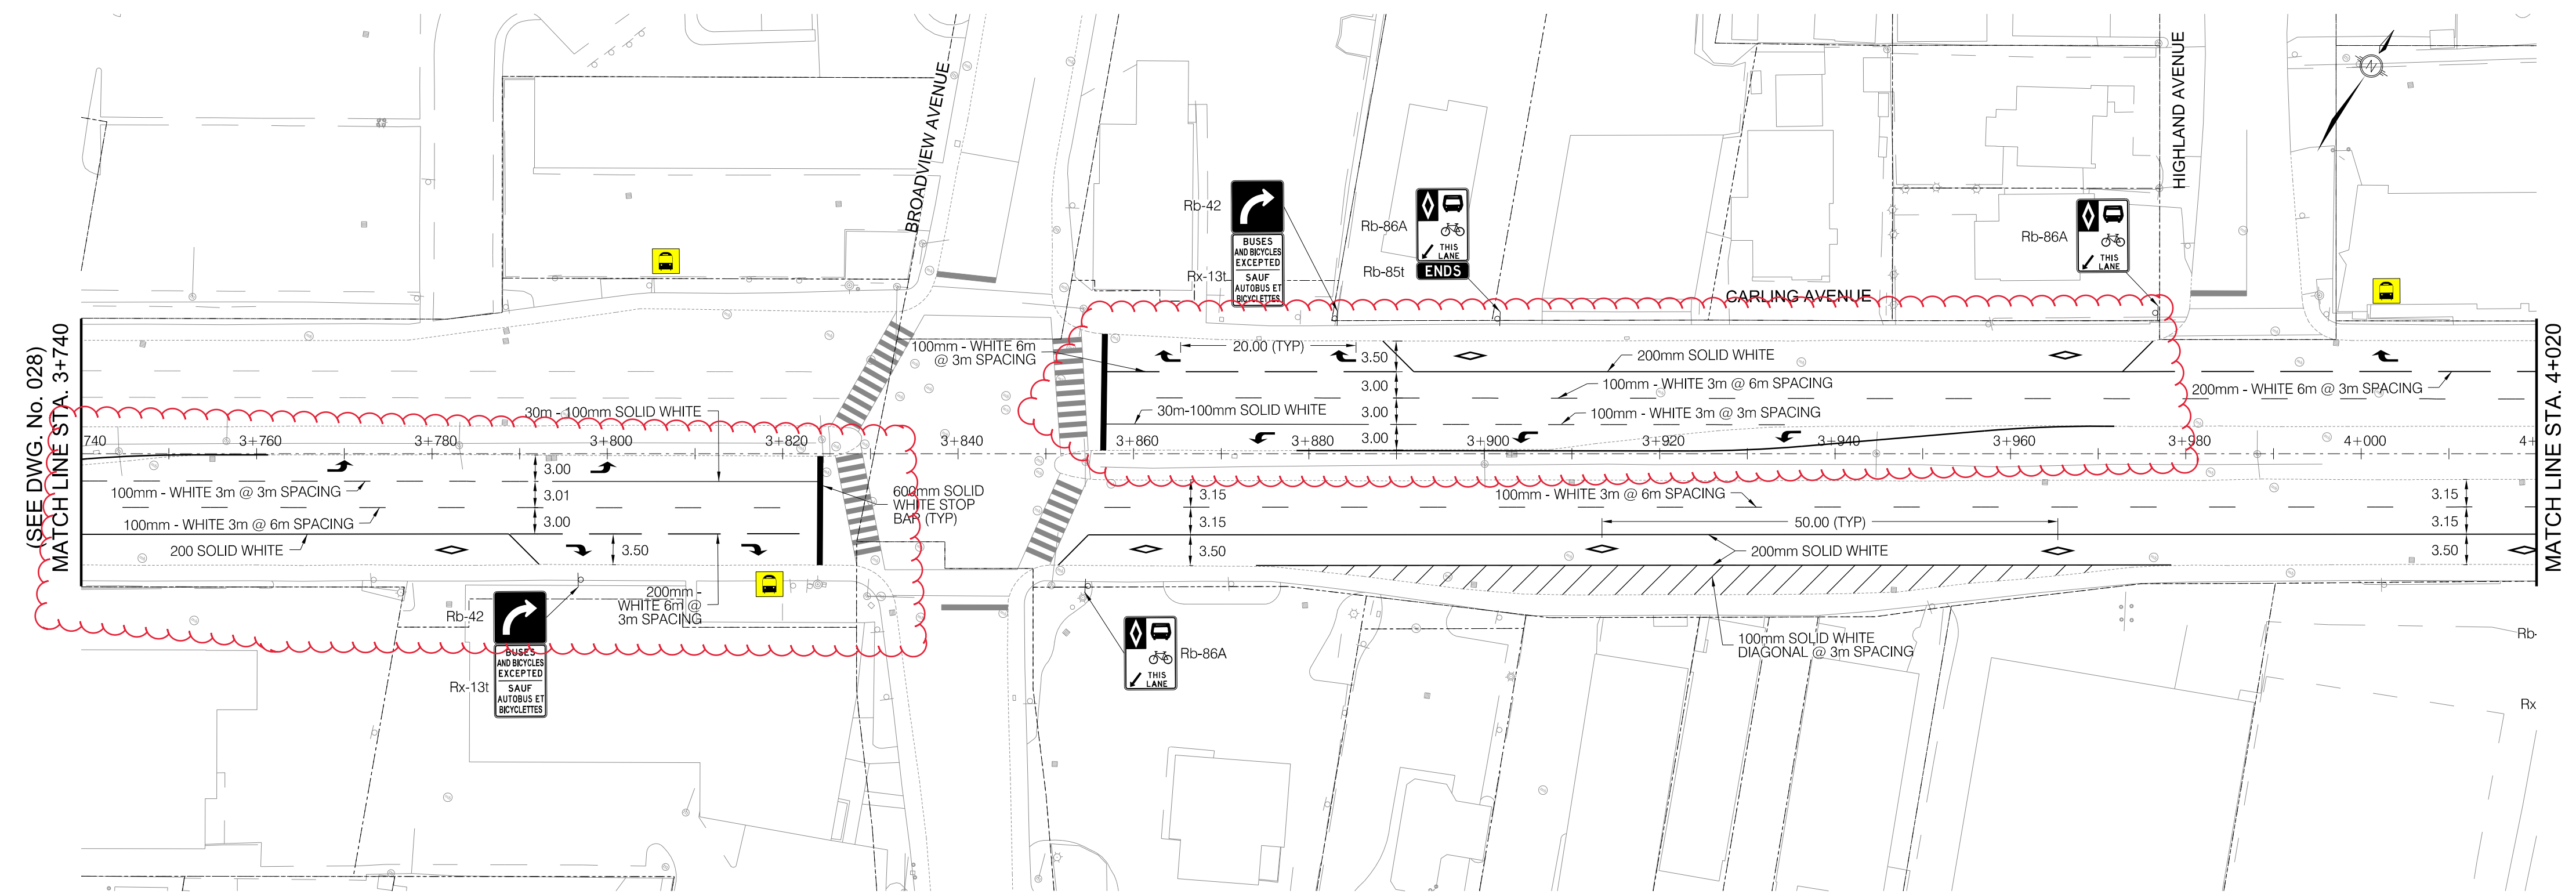 (SEE DWG. No. 028)
MATCH LINE STA. 3+740
BROADVIEW AVENUE
HIGHLAND AVENUE
N
Rb-42
Rx-13t
BUSES
AND BICYCLES
EXCEPTED
SAUF
AUTOBUS ET
BICYCLETTES
Rb-86A
Rb-85t
THIS
LANE
ENDS
Rb-86A
THIS
LANE
CARLING AVENUE
100mm - WHITE 6m
@ 3m SPACING
20.00 (TYP)
3.50
200mm SOLID WHITE
3.00
100mm - WHITE 3m @ 6m SPACING
200mm - WHITE 6m @ 3m SPACING
30m - 100mm SOLID WHITE
30m-100mm SOLID WHITE
3.00
100mm - WHITE 3m @ 3m SPACING
3.00
740
3+760
3+780
3+800
3+820
3+840
3+860
3+880
3+900
3+920
3+940
3+960
3+980
4+000
4+
3.00
100mm - WHITE 3m @ 3m SPACING
3.01
100mm - WHITE 3m @ 6m SPACING
3.00
200 SOLID WHITE
3.50
600mm SOLID
WHITE STOP
BAR (TYP)
3.15
100mm - WHITE 3m @ 6m SPACING
3.15
3.15
50.00 (TYP)
3.15
3.50
200mm SOLID WHITE
3.50
MATCH LINE STA. 4+020
200mm -
WHITE 6m @
3m SPACING
Rb-42
Rx-13t
BUSES
AND BICYCLES
EXCEPTED
SAUF
AUTOBUS ET
BICYCLETTES
Rb-86A
THIS
LANE
100mm SOLID WHITE
DIAGONAL @ 3m SPACING
Rb-
Rx